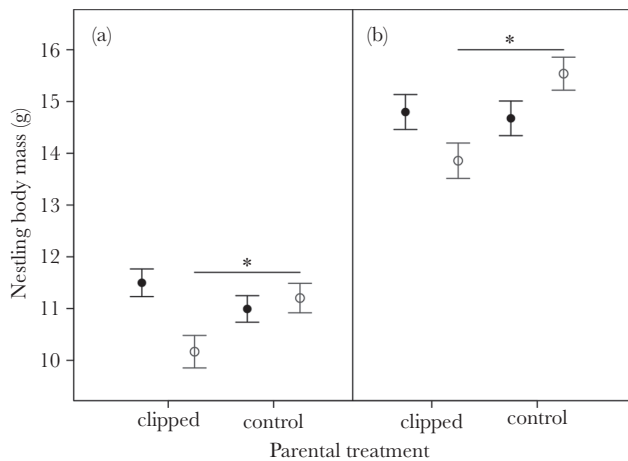 (a)
(b)
*
*
16
15
14
13
12
11
10
Nestling body mass (g)
clipped
control
clipped
control
Parental treatment